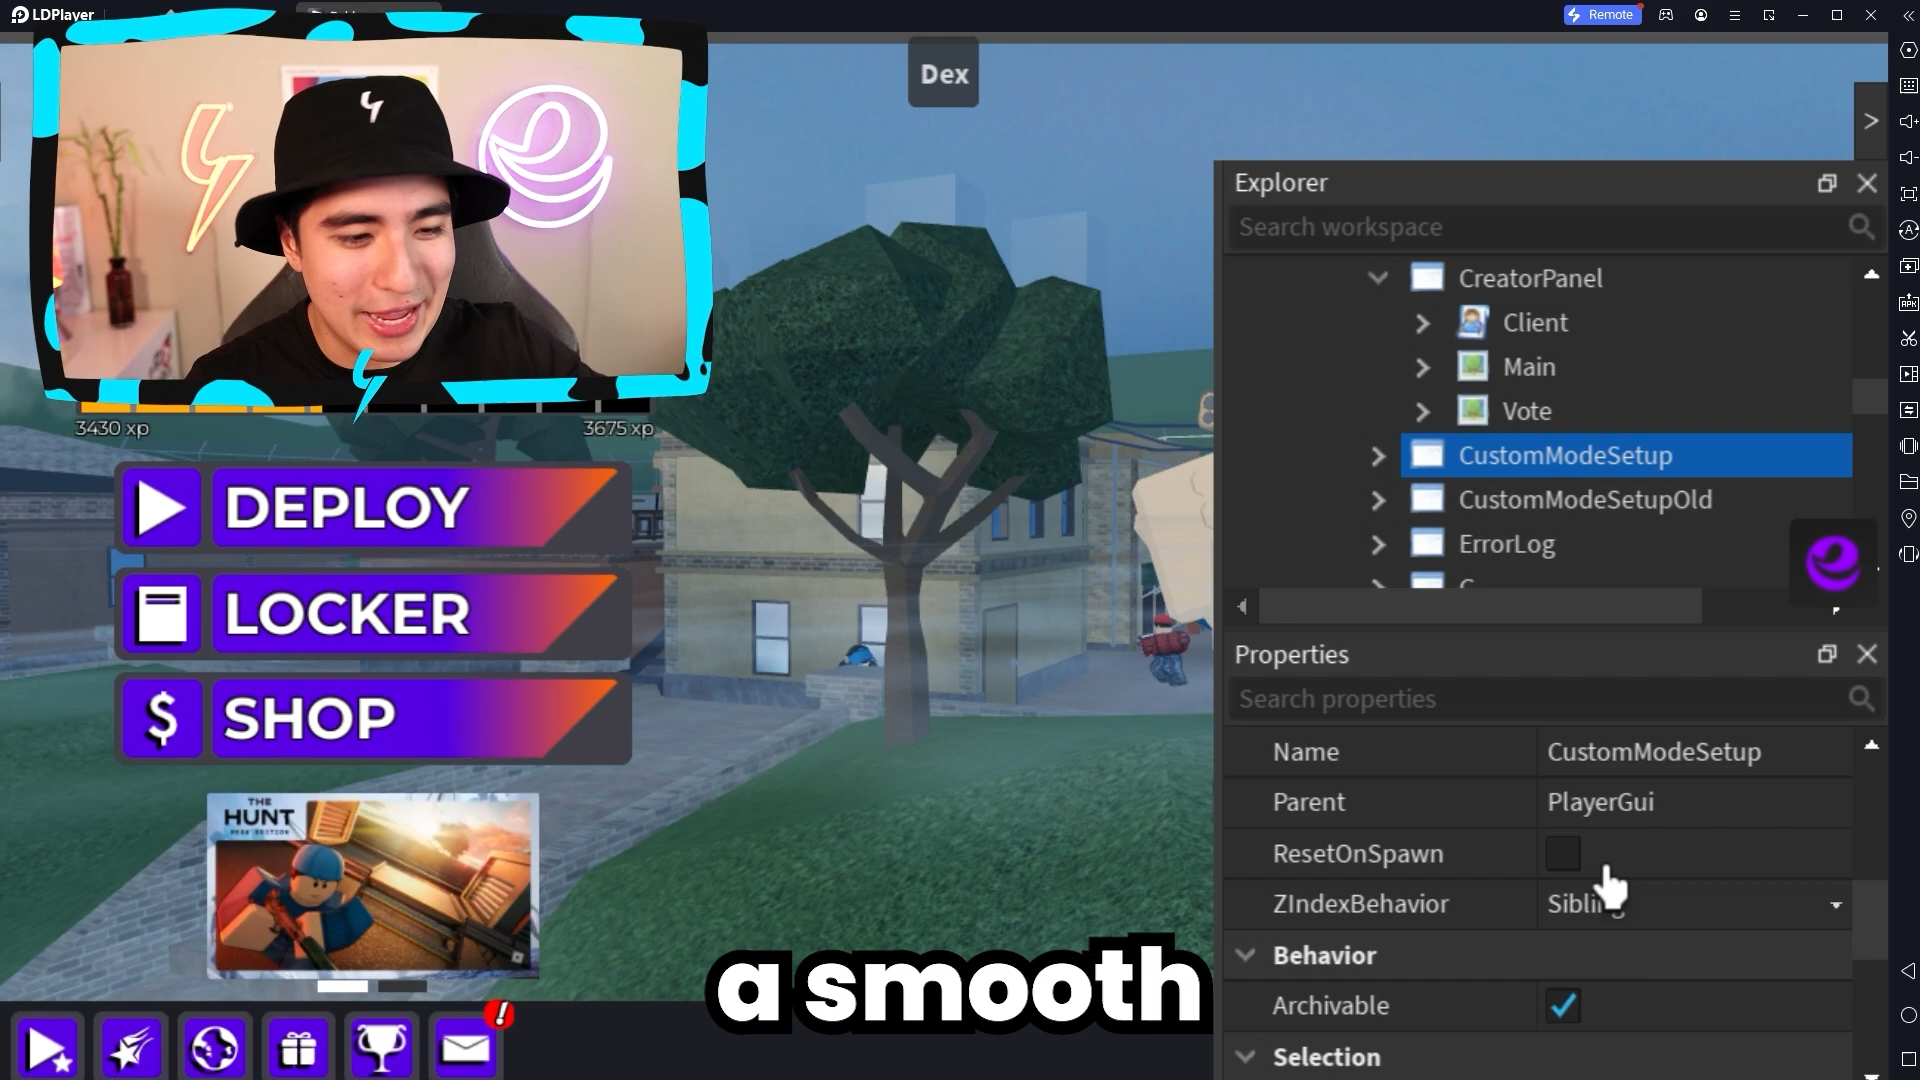 LDPlayer
Remote
Dex
Explorer
Search workspace
CreatorPanel
Client
Main
Vote
CustomModeSetup
CustomModeSetupOld
ErrorLog
3430 xp
3675 xp
DEPLOY
LOCKER
$ SHOP
THE
HUNT
Properties
Search properties
Name CustomModeSetup
Parent PlayerGui
ResetOnSpawn
ZIndexBehavior Sibling
Behavior
Archivable
Selection
a smooth
!